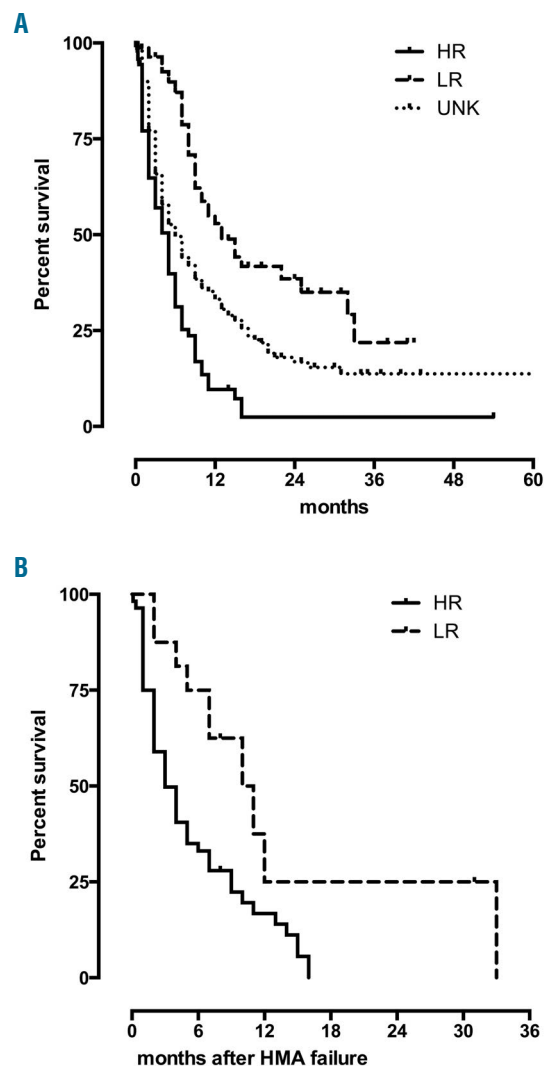 A
100
75
50
25
0
Percent survival
HR
LR
UNK
0 12 24 36 48 60
months
B
100
75
50
25
0
Percent survival
HR
LR
0 6 12 18 24 30 36
months after HMA failure